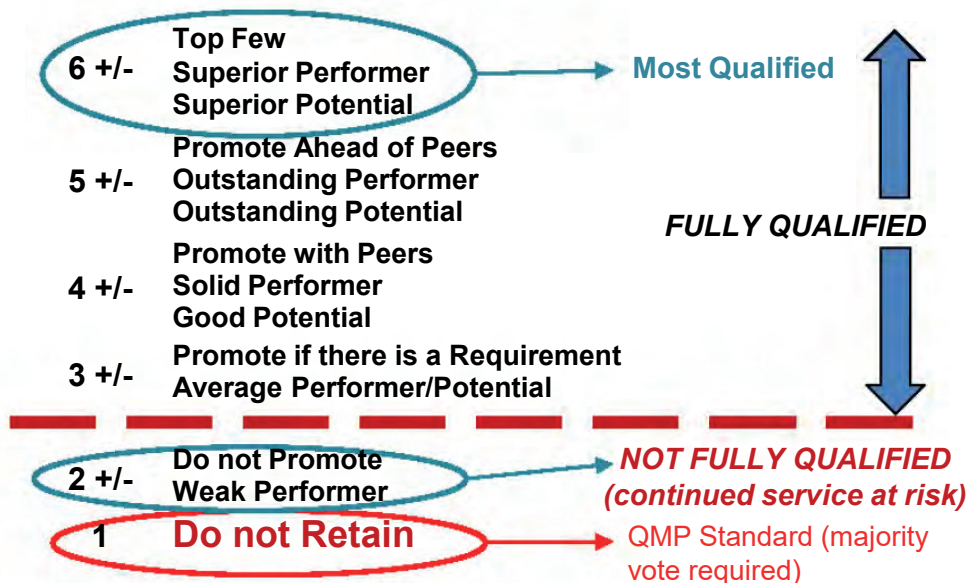 6 +/-
Top Few
Superior Performer
Superior Potential
Most Qualified
5 +/-
Promote Ahead of Peers
Outstanding Performer
Outstanding Potential
FULLY QUALIFIED
4 +/-
Promote with Peers
Solid Performer
Good Potential
3 +/-
Promote if there is a Requirement
Average Performer/Potential
2 +/-
Do not Promote
Weak Performer
NOT FULLY QUALIFIED
(continued service at risk)
1
Do not Retain
QMP Standard (majority
vote required)